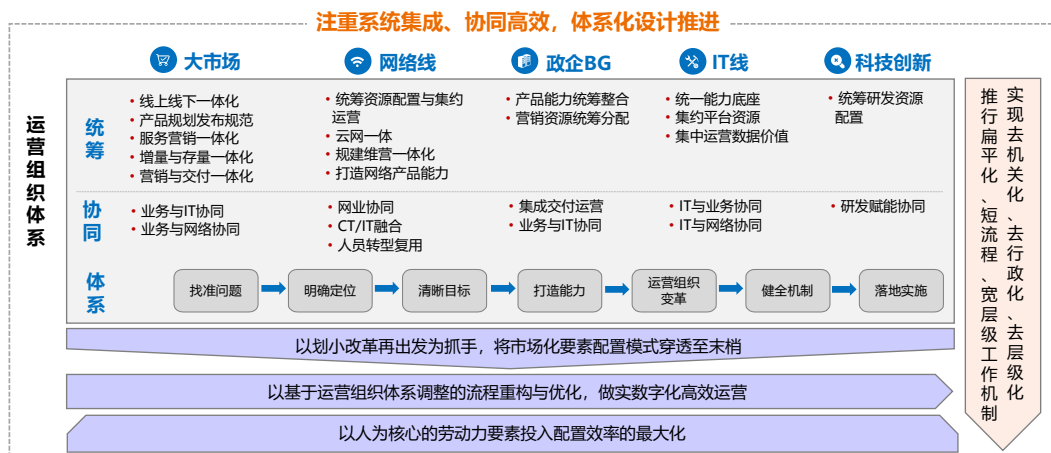 注重系统集成、协同高效，体系化设计推进
大市场
网络线
政企BG
IT线
科技创新
运营组织体系
统筹
• 线上线下一体化
• 产品规划发布规范
• 服务营销一体化
• 增量与存量一体化
• 营销与交付一体化
• 统筹资源配置与集约
运营
• 云网一体
• 规建维营一体化
• 打造网络产品能力
• 产品能力统筹整合
• 营销资源统筹分配
• 统一能力底座
• 集约平台资源
• 集中运营数据价值
• 统筹研发资源
配置
协同
• 业务与IT协同
• 业务与网络协同
• 网业协同
• CT/IT融合
• 人员转型复用
• 集成交付运营
• 业务与IT协同
• IT与业务协同
• IT与网络协同
• 研发赋能协同
体系
找准问题
明确定位
清晰目标
打造能力
运营组织
变革
健全机制
落地实施
以划小改革再出发为抓手，将市场化要素配置模式穿透至末梢
以基于运营组织体系调整的流程重构与优化，做实数字化高效运营
以人为核心的劳动力要素投入配置效率的最大化
实现去机关化、去行政化、去层级化
推行扁平化、短流程、宽层级工作机制